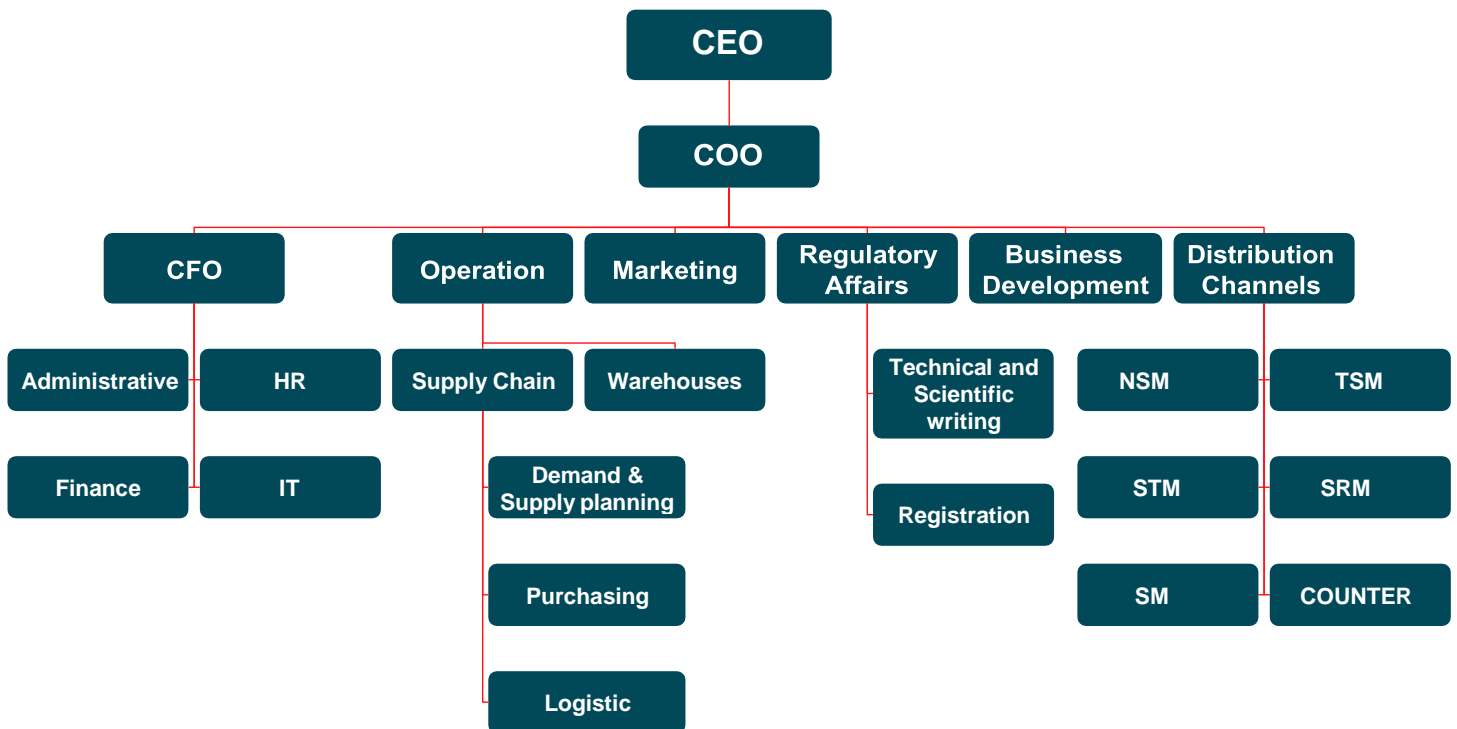 CEO
COO
CFO
Operation
Marketing
Regulatory
Affairs
Business
Development
Distribution
Channels
Administrative
HR
Supply Chain
Warehouses
Technical and
Scientific
writing
NSM
TSM
Finance
IT
Demand &
Supply planning
Registration
STM
SRM
Purchasing
SM
COUNTER
Logistic